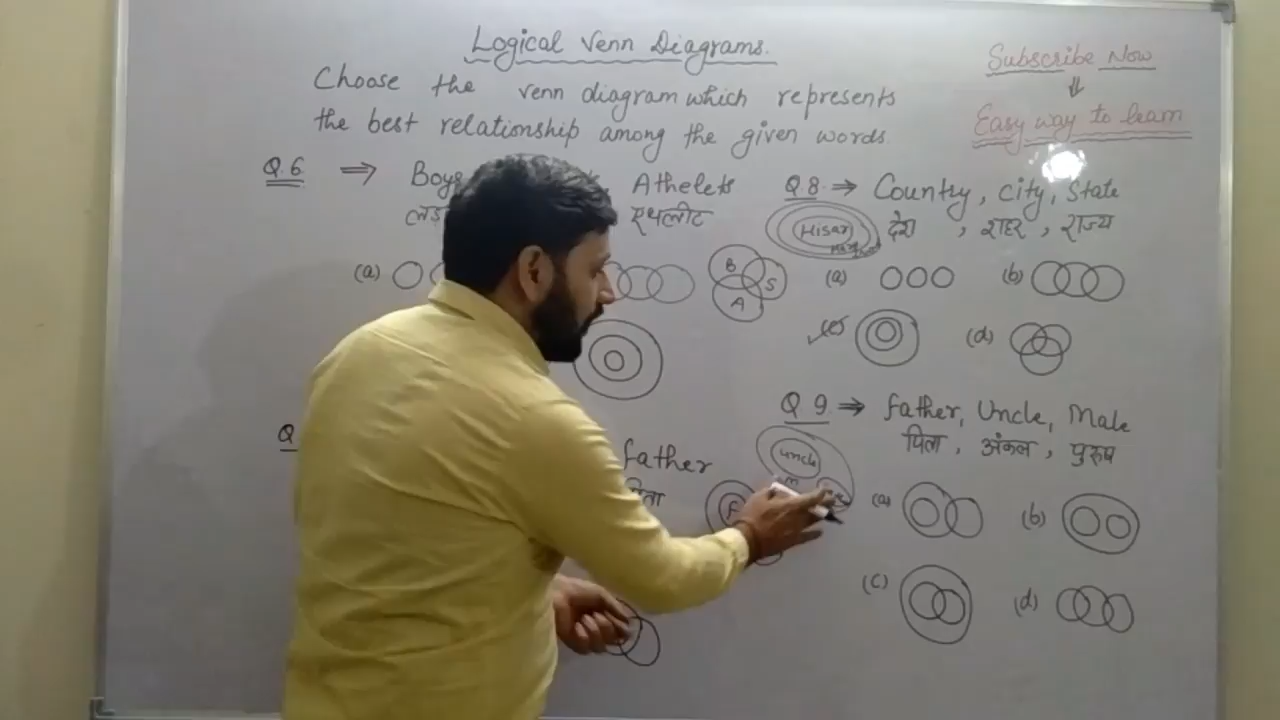 Logical Venn Diagrams.
Choose the venn diagram which represents
the best relationship among the given words.
Subscribe Now
⇓
Easy way to learn
Q.6 ⇒ Boys Athelets
एथलीट
(a)
B
S
A
Q
father
F
Q.8 → Country, city, State
देश , शहर , राज्य
Hisar
(a) (b)
(c) (d)
Q 9 ⇒ father, Uncle, Male
पिता , अंकल , पुरुष
Uncle
m
(a) (b)
(c) (d)